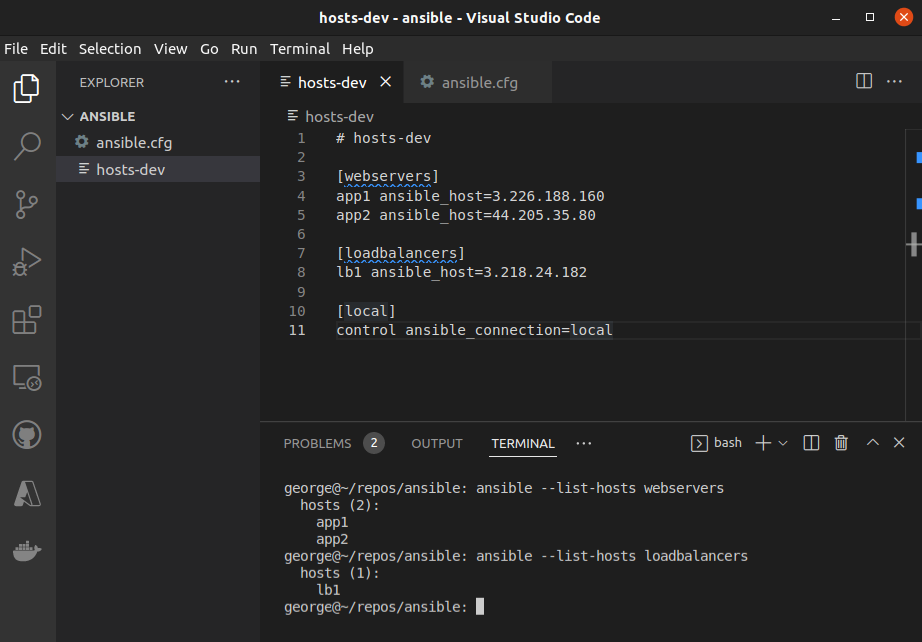 hosts-dev - ansible - Visual Studio Code
File Edit Selection View Go Run Terminal Help
EXPLORER
ANSIBLE
ansible.cfg
hosts-dev
hosts-dev ansible.cfg
hosts-dev
1 # hosts-dev
2
3 [webservers]
4 app1 ansible_host=3.226.188.160
5 app2 ansible_host=44.205.35.80
6
7 [loadbalancers]
8 lb1 ansible_host=3.218.24.182
9
10 [local]
11 control ansible_connection=local
PROBLEMS 2 OUTPUT TERMINAL bash
george@~/repos/ansible: ansible --list-hosts webservers
hosts (2):
app1
app2
george@~/repos/ansible: ansible --list-hosts loadbalancers
hosts (1):
lb1
george@~/repos/ansible: